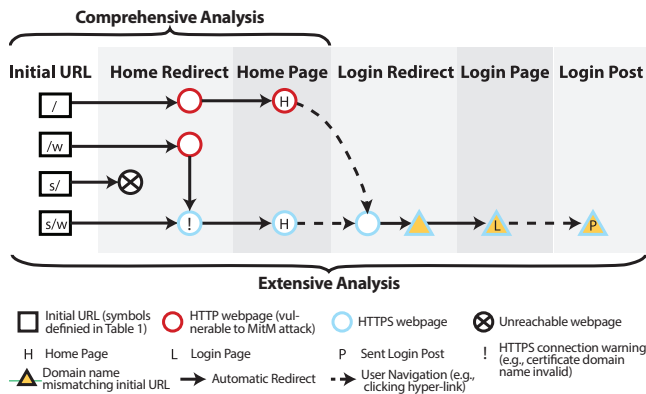 Comprehensive Analysis
Initial URL Home Redirect Home Page Login Redirect Login Page Login Post
/ H
/w
s/
s/w ! H L P
Extensive Analysis
Initial URL (symbols
definied in Table 1)
HTTP webpage (vul-
nerable to MitM attack)
HTTPS webpage
Unreachable webpage
H Home Page
L Login Page
P Sent Login Post
! HTTPS connection warning
(e.g., certificate domain
name invalid)
Domain name
mismatching initial URL
Automatic Redirect
User Navigation (e.g.,
clicking hyper-link)